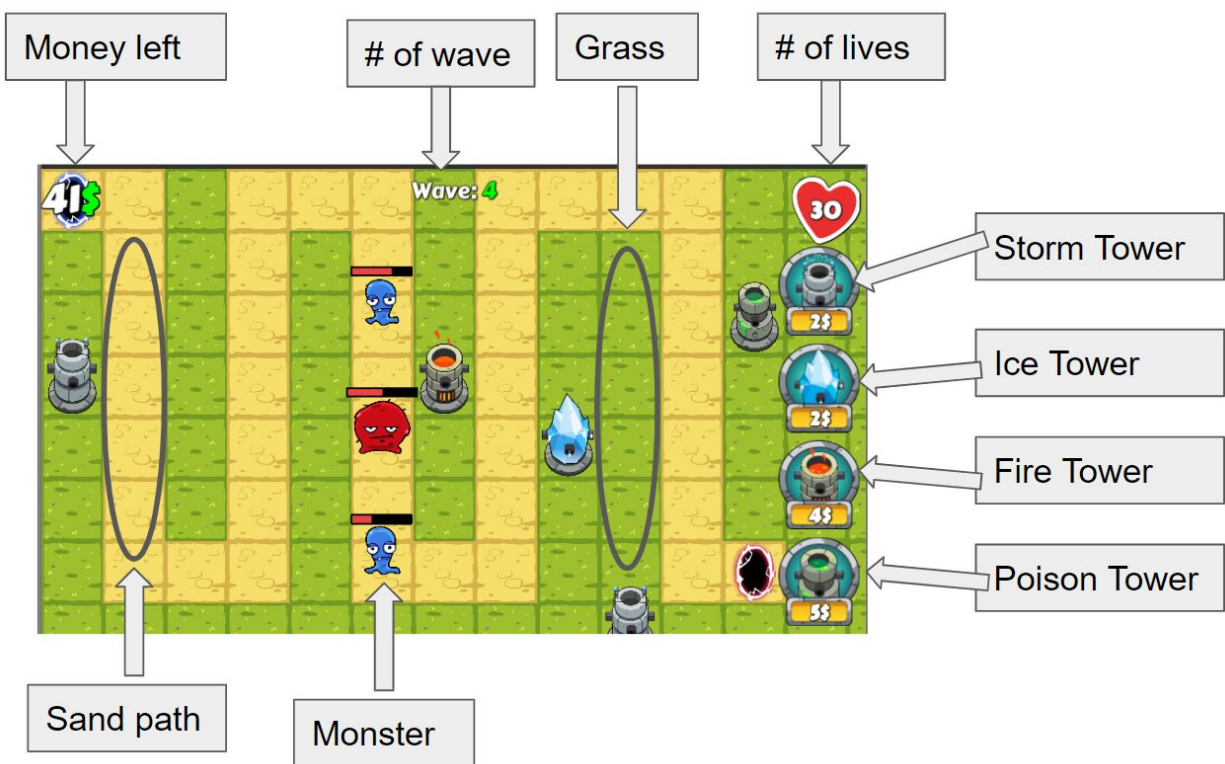 Money left
# of wave
Grass
# of lives
41$
Wave: 4
30
Storm Tower
2$
Ice Tower
2$
Fire Tower
4$
Poison Tower
5$
Sand path
Monster